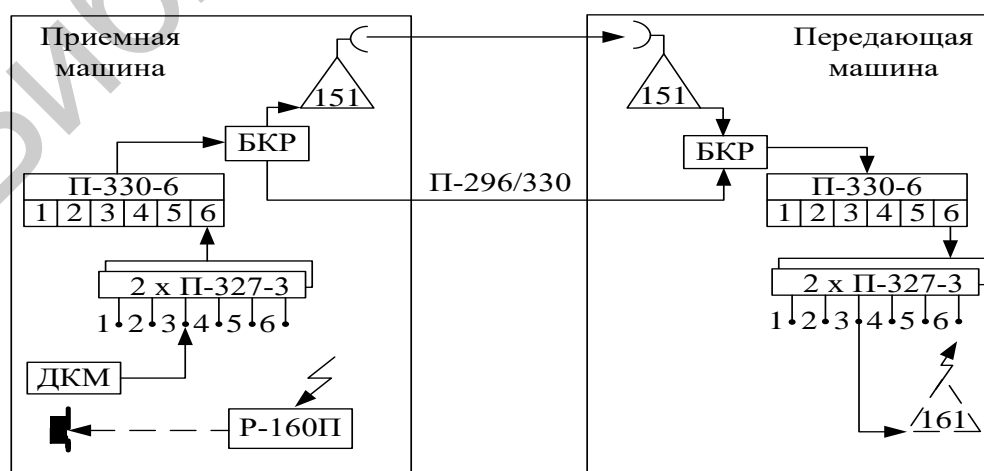 Приемная
машина
151
БКР
П-330-6
1 2 3 4 5 6
2 х П-327-3
1 2 3 4 5 6
ДКМ
Р-160П
П-296/330
Передающая
машина
151
БКР
П-330-6
1 2 3 4 5 6
2 х П-327-3
1 2 3 4 5 6
161